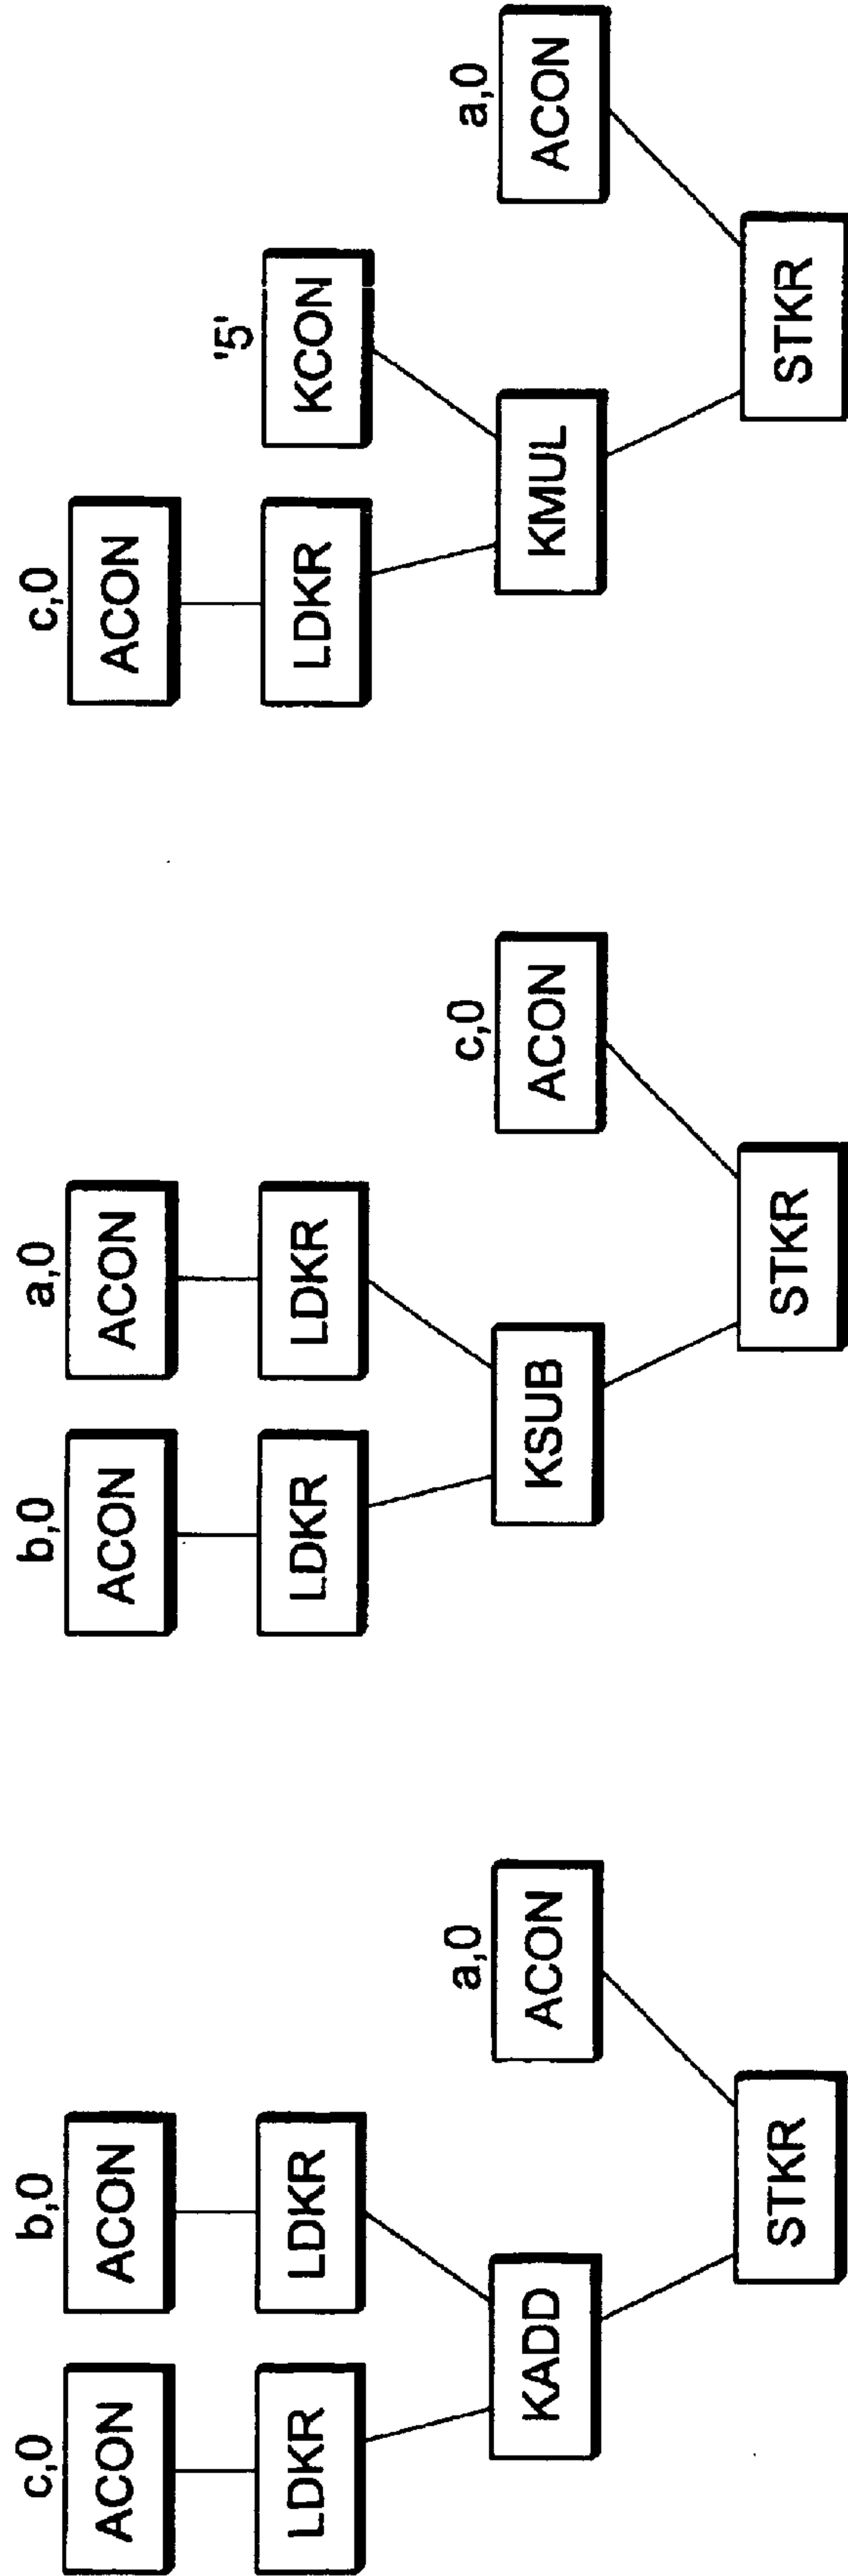 c,0 b,0
ACON ACON
LDKR LDKR
a,0
KADD ACON
STKR
b,0 a,0
ACON ACON
LDKR LDKR
c,0
KSUB ACON
STKR
c,0
ACON
'5'
LDKR KCON
a,0
KMUL ACON
STKR